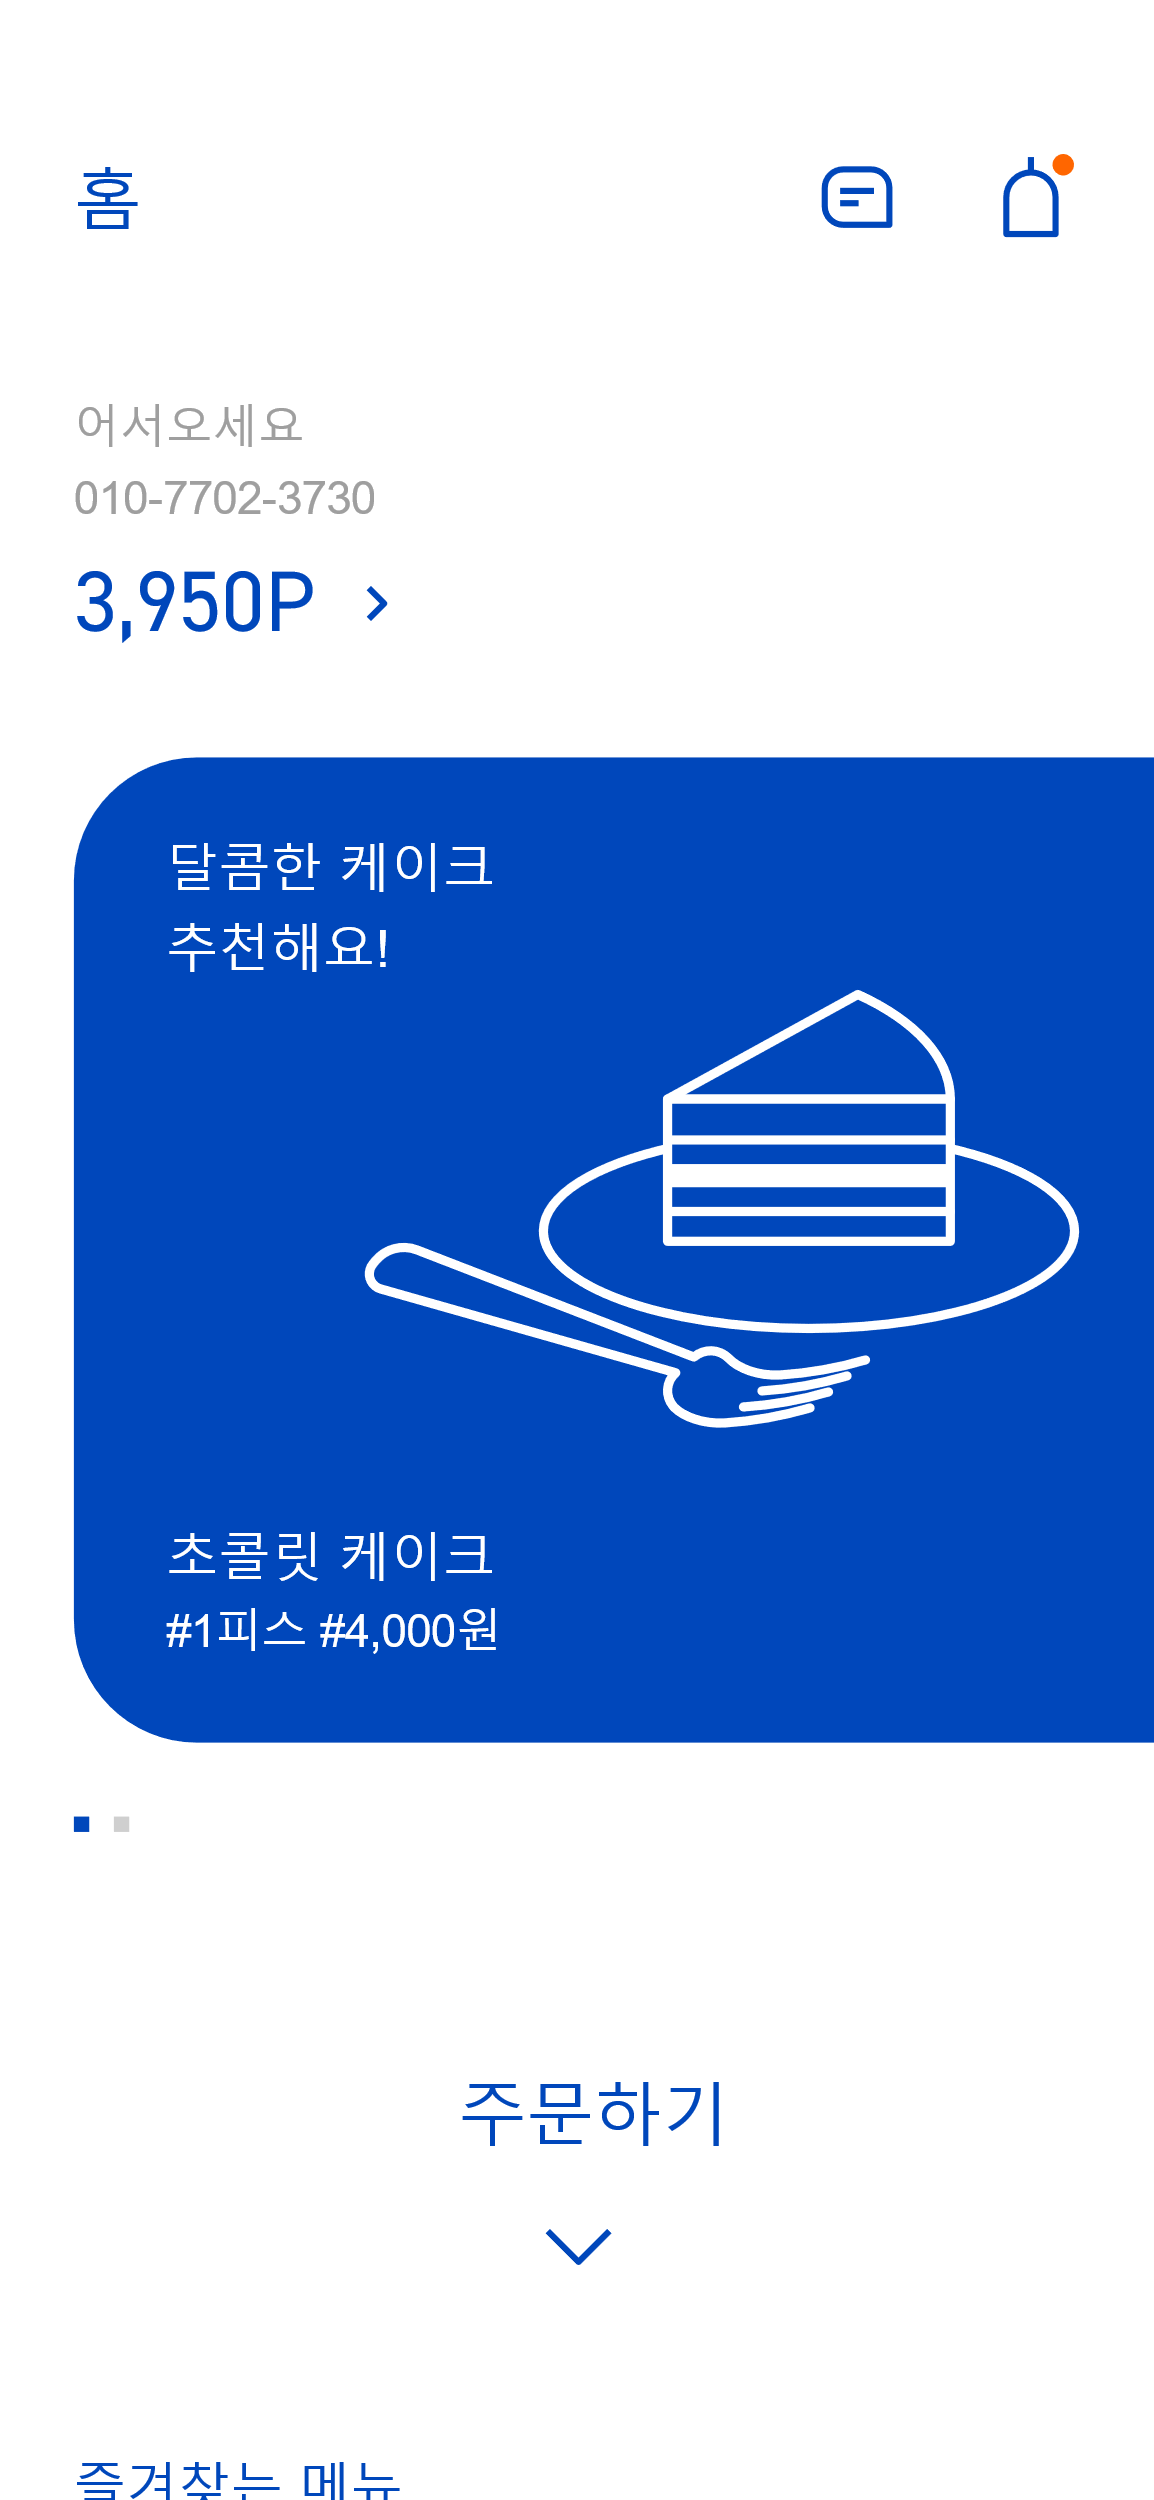 홈
어서오세요
010-7702-3730
3,950P
달콤한 케이크
추천해요!
초콜릿 케이크
#1피스 #4,000원
주문하기
즐겨찾는 메뉴